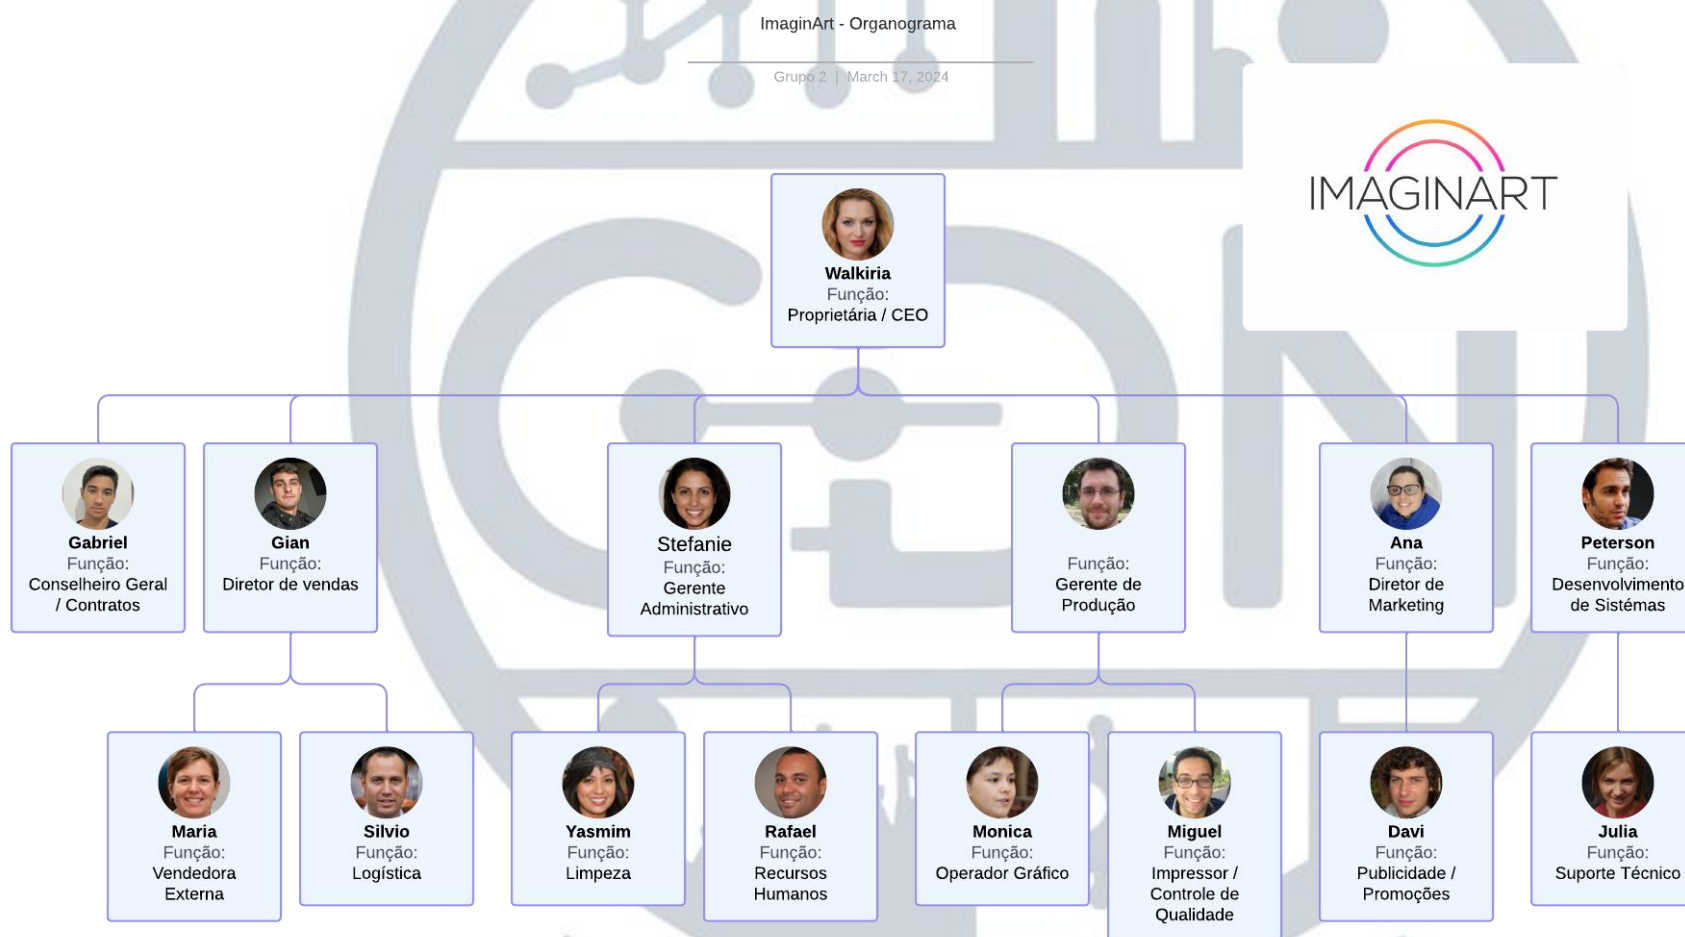 ImaginArt - Organograma
Grupo 2 | March 17, 2024
IMAGINART
Walkiria
Função:
Proprietária / CEO
Gabriel
Função:
Conselheiro Geral
/ Contratos
Gian
Função:
Diretor de vendas
Stefanie
Função:
Gerente
Administrativo
Função:
Gerente de
Produção
Ana
Função:
Diretor de
Marketing
Peterson
Função:
Desenvolvimento
de Sistémas
Maria
Função:
Vendedora
Externa
Silvio
Função:
Logística
Yasmim
Função:
Limpeza
Rafael
Função:
Recursos
Humanos
Monica
Função:
Operador Gráfico
Miguel
Função:
Impressor /
Controle de
Qualidade
Davi
Função:
Publicidade /
Promoções
Julia
Função:
Suporte Técnico
GDN